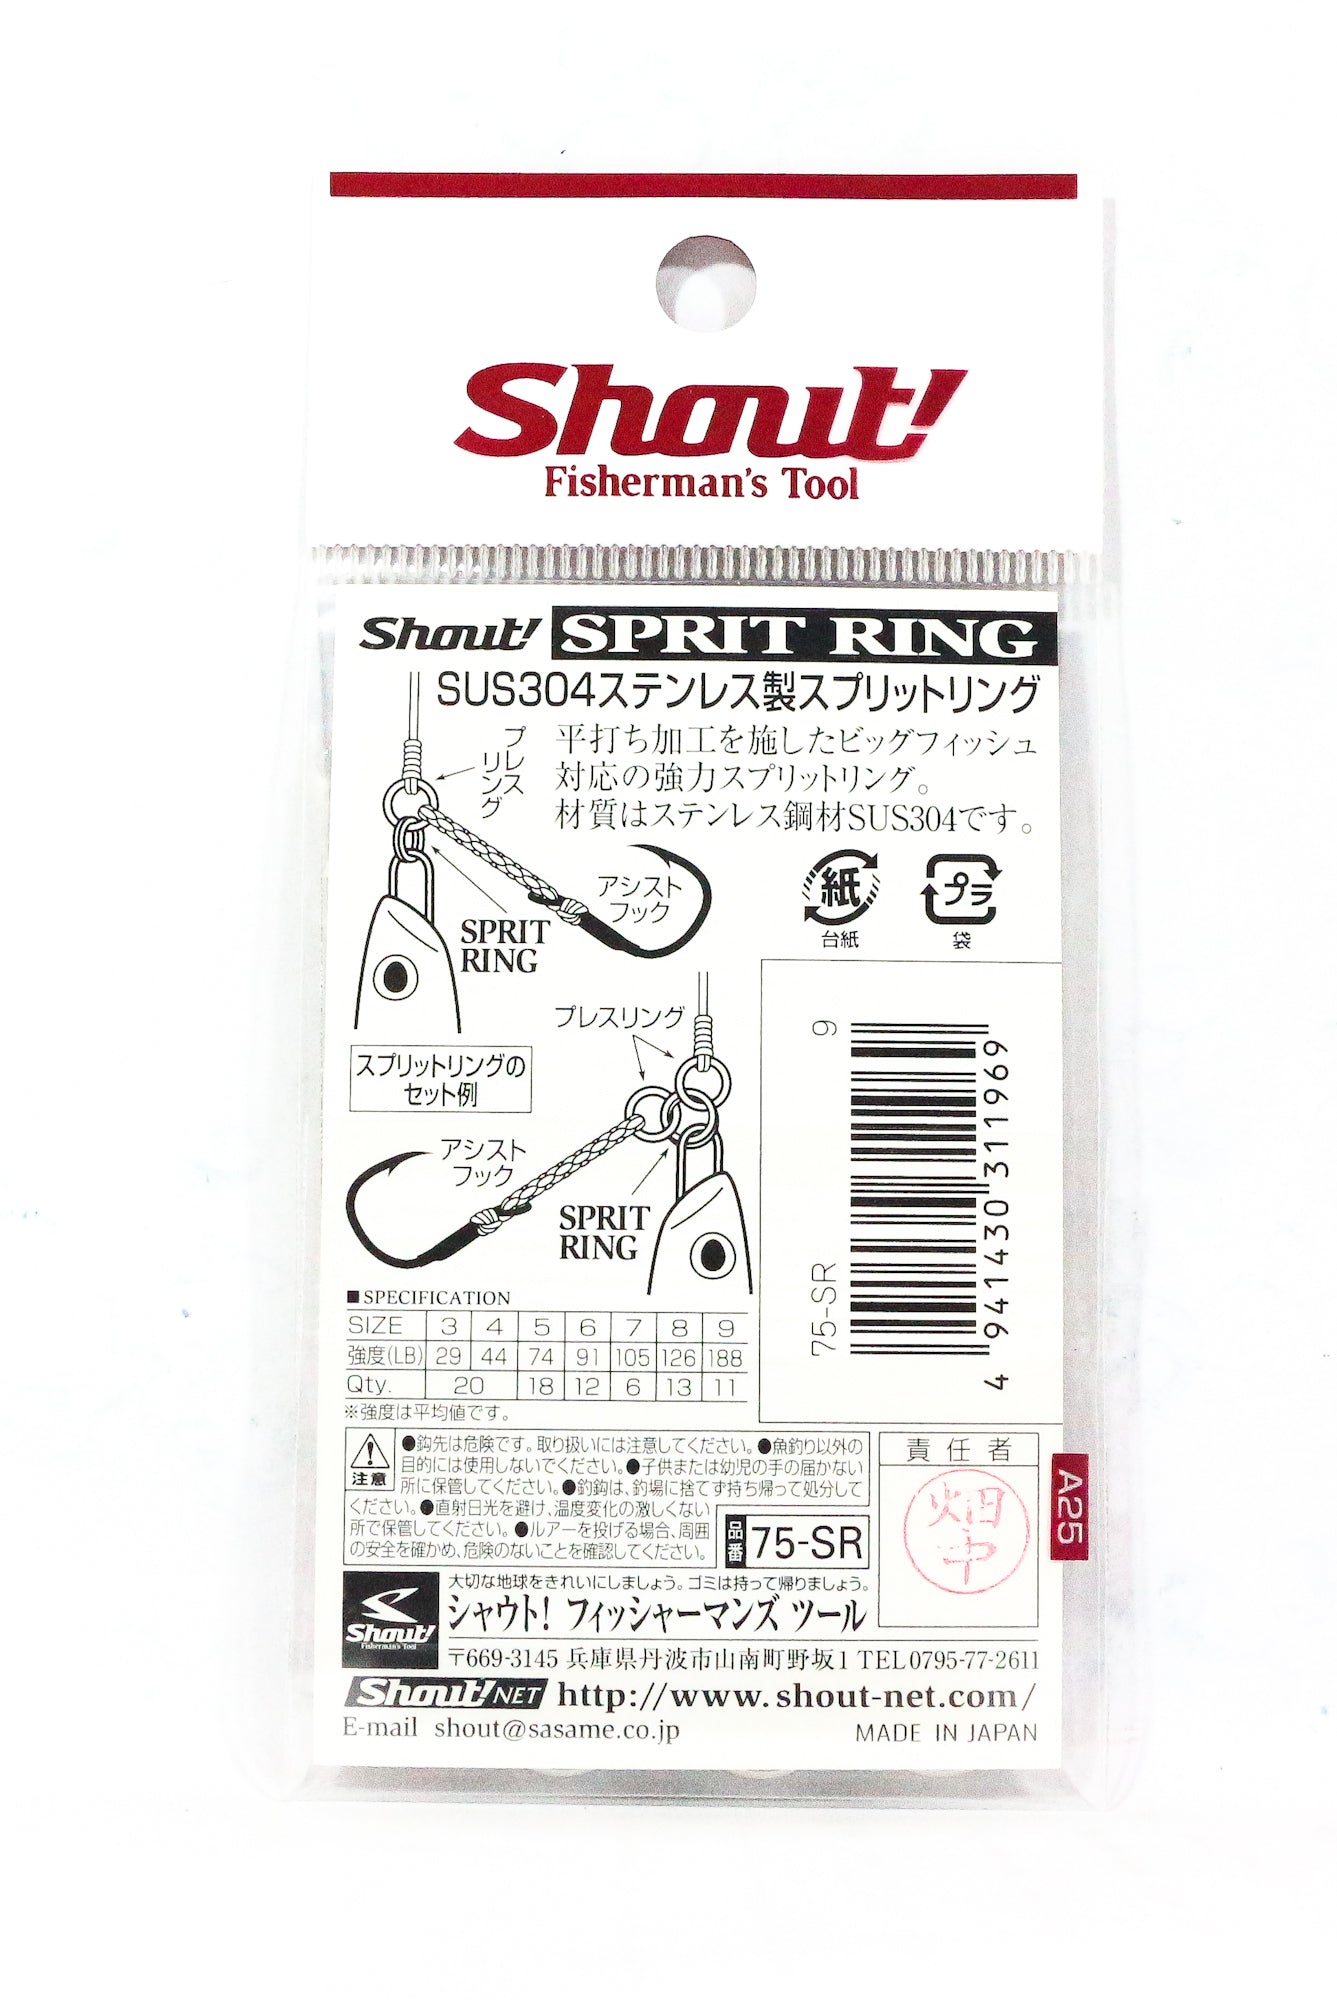 Shout!
Fisherman's Tool
Shout! SPRIT RING
SUS304ステンレス製スプリットリング
平打ち加工を施したビッグフィッシュ
対応の強力スプリットリング。
材質はステンレス鋼材SUS304です。
プレス
リング
アシスト
フック
SPRIT
RING
紙
台紙
プラ
袋
プレスリング
スプリットリングの
セット例
アシスト
フック
SPRIT
RING
9
75-SR
4 941430 311969
■SPECIFICATION
SIZE 3 4 5 6 7 8 9
強度(LB) 29 44 74 91 105 126 188
Qty. 20 18 12 6 13 11
※強度は平均値です。
注意
●鈎先は危険です。取り扱いには注意してください。●魚釣り以外の
目的には使用しないでください。●子供または幼児の手の届かない
所に保管してください。●釣鈎は、釣場に捨てず持ち帰って処分して
ください。●直射日光を避け、温度変化の激しくない
所で保管してください。●ルアーを投げる場合、周囲
の安全を確かめ、危険のないことを確認してください。
品番 75-SR
責任者
畑中
A25
Shout!
Fisherman's Tool
大切な地球をきれいにしましょう。ゴミは持って帰りましょう。
シャウト! フィッシャーマンズ ツール
〒669-3145 兵庫県丹波市山南町野坂1 TEL0795-77-2611
Shout! NET http://www.shout-net.com/
E-mail shout@sasame.co.jp
MADE IN JAPAN